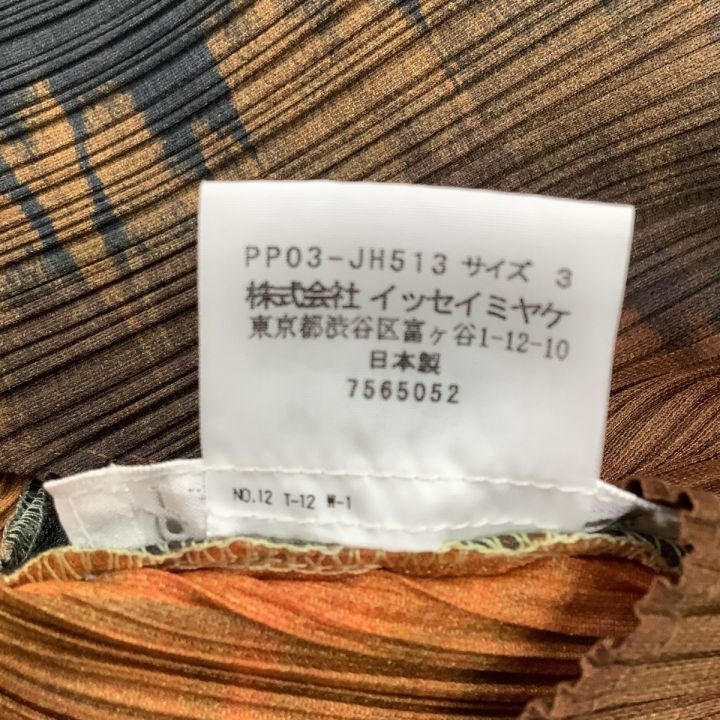 PP03-JH513 サイズ 3
株式会社 イッセイミヤケ
東京都渋谷区富ヶ谷1-12-10
日本製
7565052
NO.12 T-12 W-1